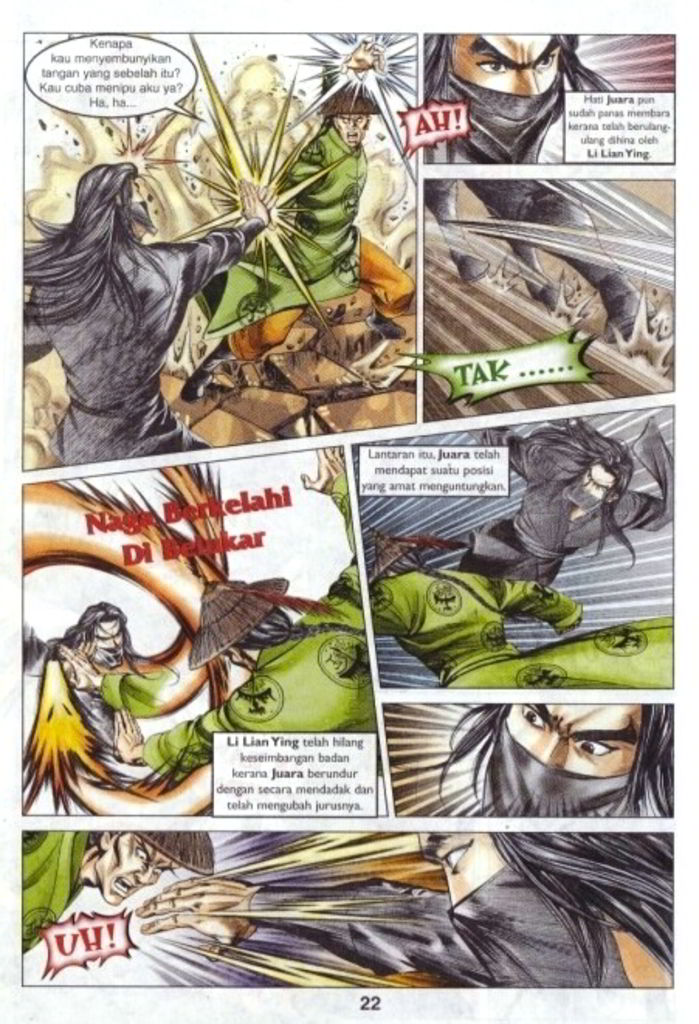 Kenapa
kau menyembunyikan
tangan yang sebelah itu?
Kau cuba menipu aku ya?
Ha, ha...
AH!
Hati Juara pun
sudah panas membara
kerana telah berulang-
ulang dihina oleh
Li Lian Ying.
TAK ......
Naga Berkelahi
Di Belukar
Lantaran itu, Juara telah
mendapat suatu posisi
yang amat menguntungkan.
Li Lian Ying telah hilang
keseimbangan badan
kerana Juara berundur
dengan secara mendadak dan
telah mengubah jurusnya.
UH!
22